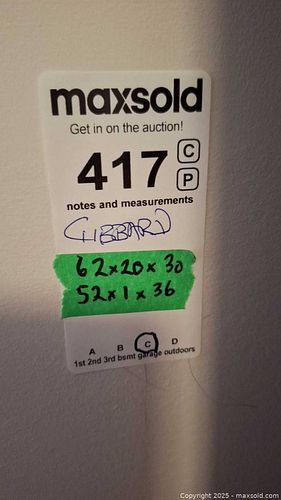 maxsold
Get in on the auction!
417 C
P
notes and measurements
GIBBARD
62x20x30
52x1x36
A B C D
1st 2nd 3rd bsmt garage outdoors
Copyright 2025 - maxsold.com